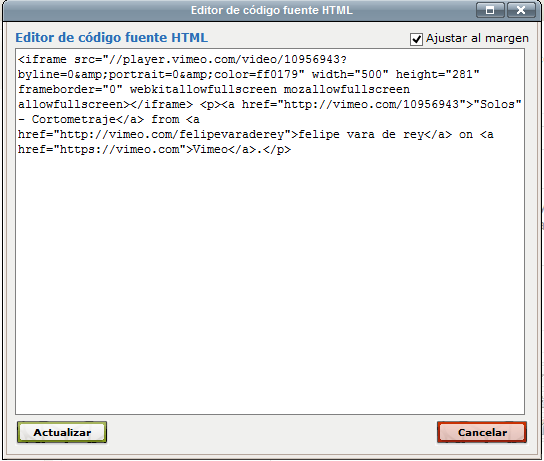 Editor de código fuente HTML
Editor de código fuente HTML
Ajustar al margen
<iframe src="//player.vimeo.com/video/10956943?
byline=0&amp;portrait=0&amp;color=ff0179" width="500" height="281"
frameborder="0" webkitallowfullscreen mozallowfullscreen
allowfullscreen></iframe> <p><a href="http://vimeo.com/10956943">"Solos"
- Cortometraje</a> from <a
href="http://vimeo.com/felipevaraderey">felipe vara de rey</a> on <a
href="https://vimeo.com">Vimeo</a>.</p>
Actualizar
Cancelar